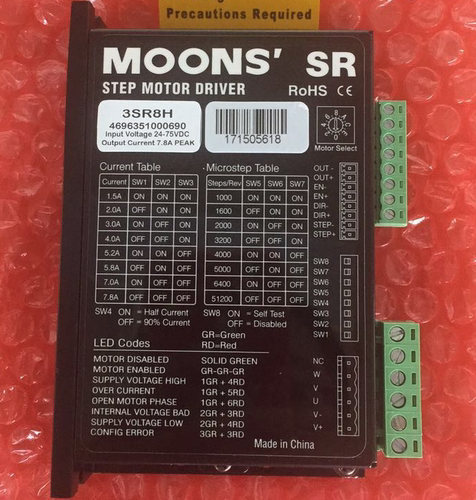 Precautions Required
MOONS' SR
STEP MOTOR DRIVER
RoHS CE
3SR8H
4696351000690
Input Voltage 24-75VDC
Output Current 7.8A PEAK
171505618
Motor Select
Current Table
Current SW1 SW2 SW3
1.5A ON ON ON
2.0A OFF ON ON
3.0A ON OFF ON
4.0A OFF OFF ON
5.2A ON ON OFF
5.8A OFF ON OFF
7.0A ON OFF OFF
7.8A OFF OFF OFF
SW4 ON = Half Current
OFF = 90% Current
Microstep Table
Steps/Rev SW5 SW6 SW7
1000 ON ON ON
1600 OFF ON ON
2000 ON OFF ON
3200 OFF OFF ON
4000 ON ON OFF
5000 OFF ON OFF
6400 ON OFF OFF
51200 OFF OFF OFF
SW8 ON = Self Test
OFF = Disabled
OUT -
OUT+
EN-
EN+
DIR-
DIR+
STEP-
STEP+
SW8
SW7
SW6
SW5
SW4
SW3
SW2
SW1
GR=Green
LED Codes RD=Red
MOTOR DISABLED SOLID GREEN
MOTOR ENABLED GR-GR-GR
SUPPLY VOLTAGE HIGH 1GR + 4RD
OVER CURRENT 1GR + 5RD
OPEN MOTOR PHASE 1GR + 6RD
INTERNAL VOLTAGE BAD 2GR + 3RD
SUPPLY VOLTAGE LOW 2GR + 4RD
CONFIG ERROR 3GR + 3RD
NC
W
V
U
V-
V+
Made in China